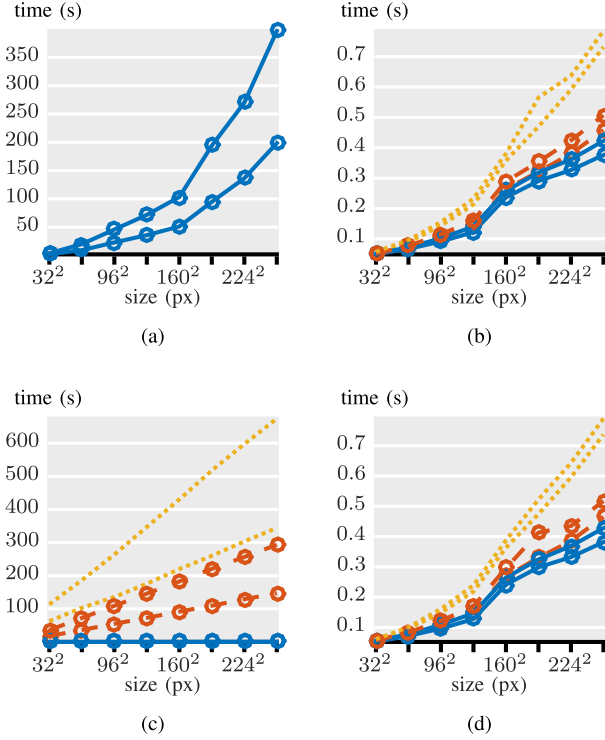 time (s)
350
300
250
200
150
100
50
32² 96² 160² 224²
size (px)
(a)
time (s)
0.7
0.6
0.5
0.4
0.3
0.2
0.1
32² 96² 160² 224²
size (px)
(b)
time (s)
600
500
400
300
200
100
32² 96² 160² 224²
size (px)
(c)
time (s)
0.7
0.6
0.5
0.4
0.3
0.2
0.1
32² 96² 160² 224²
size (px)
(d)